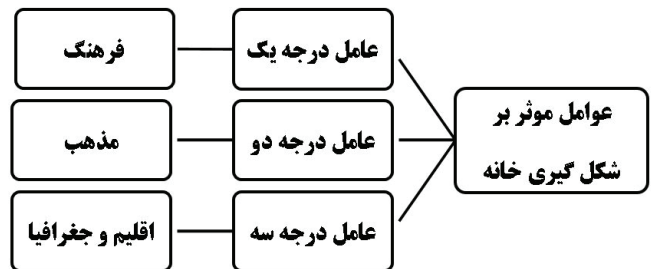 عوامل موثر بر
شکل گیری خانه
عامل درجه یک
فرهنگ
عامل درجه دو
مذهب
عامل درجه سه
اقلیم و جغرافیا